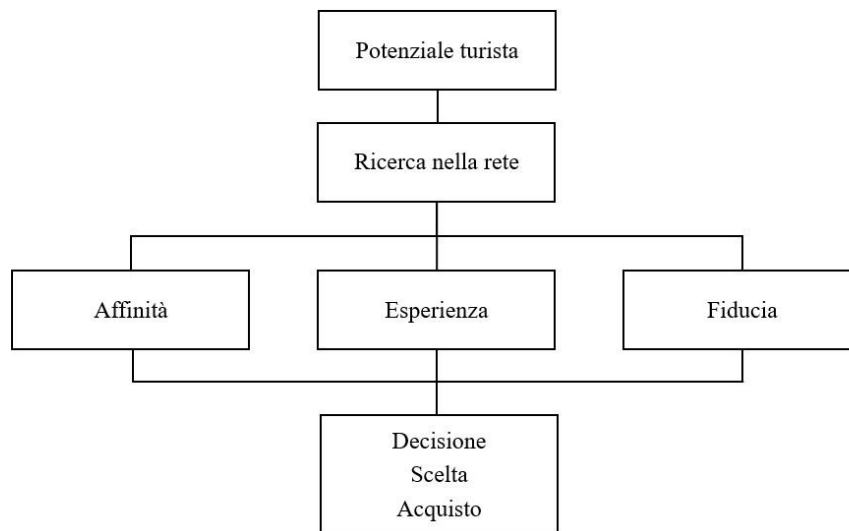 Potenziale turista
Ricerca nella rete
Affinità
Esperienza
Fiducia
Decisione
Scelta
Acquisto